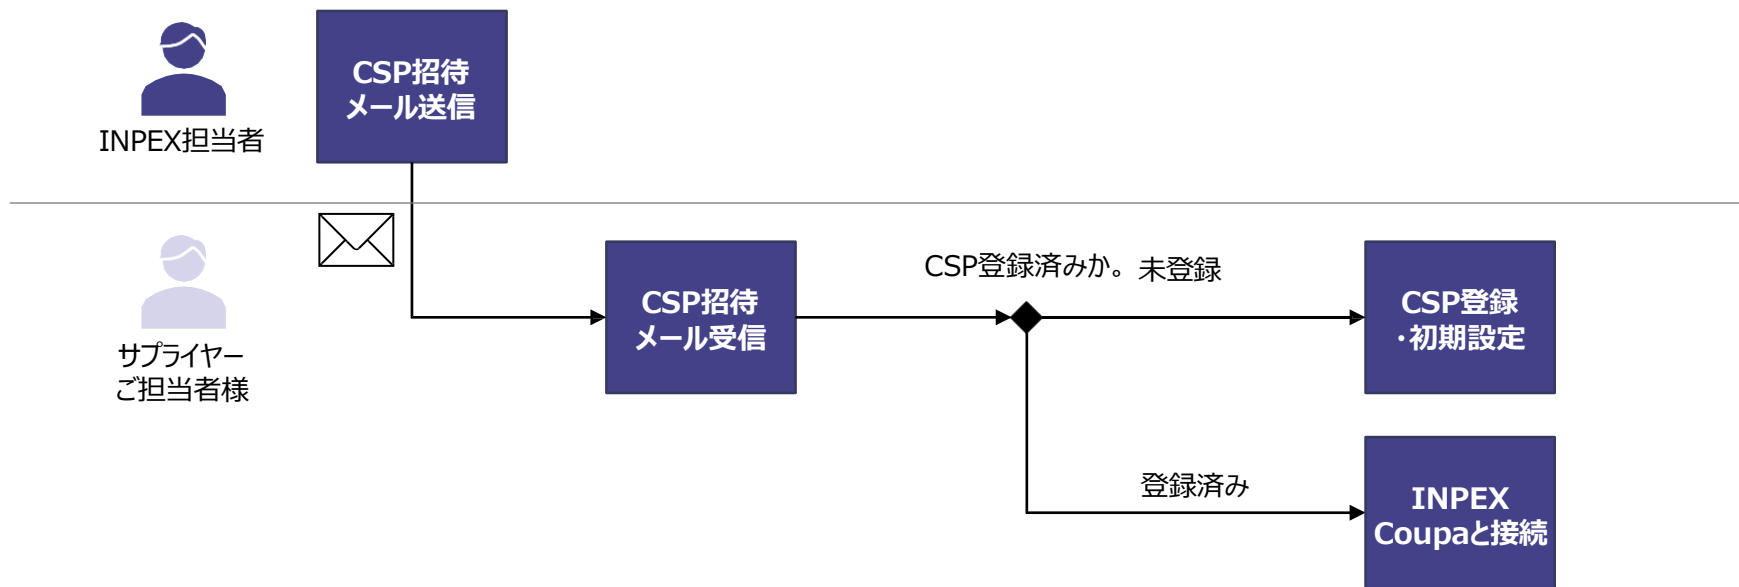 CSP招待
メール送信
INPEX担当者
サプライヤー
ご担当者様
CSP招待
メール受信
CSP登録済みか。
未登録
CSP登録
・初期設定
登録済み
INPEX
Coupaと接続